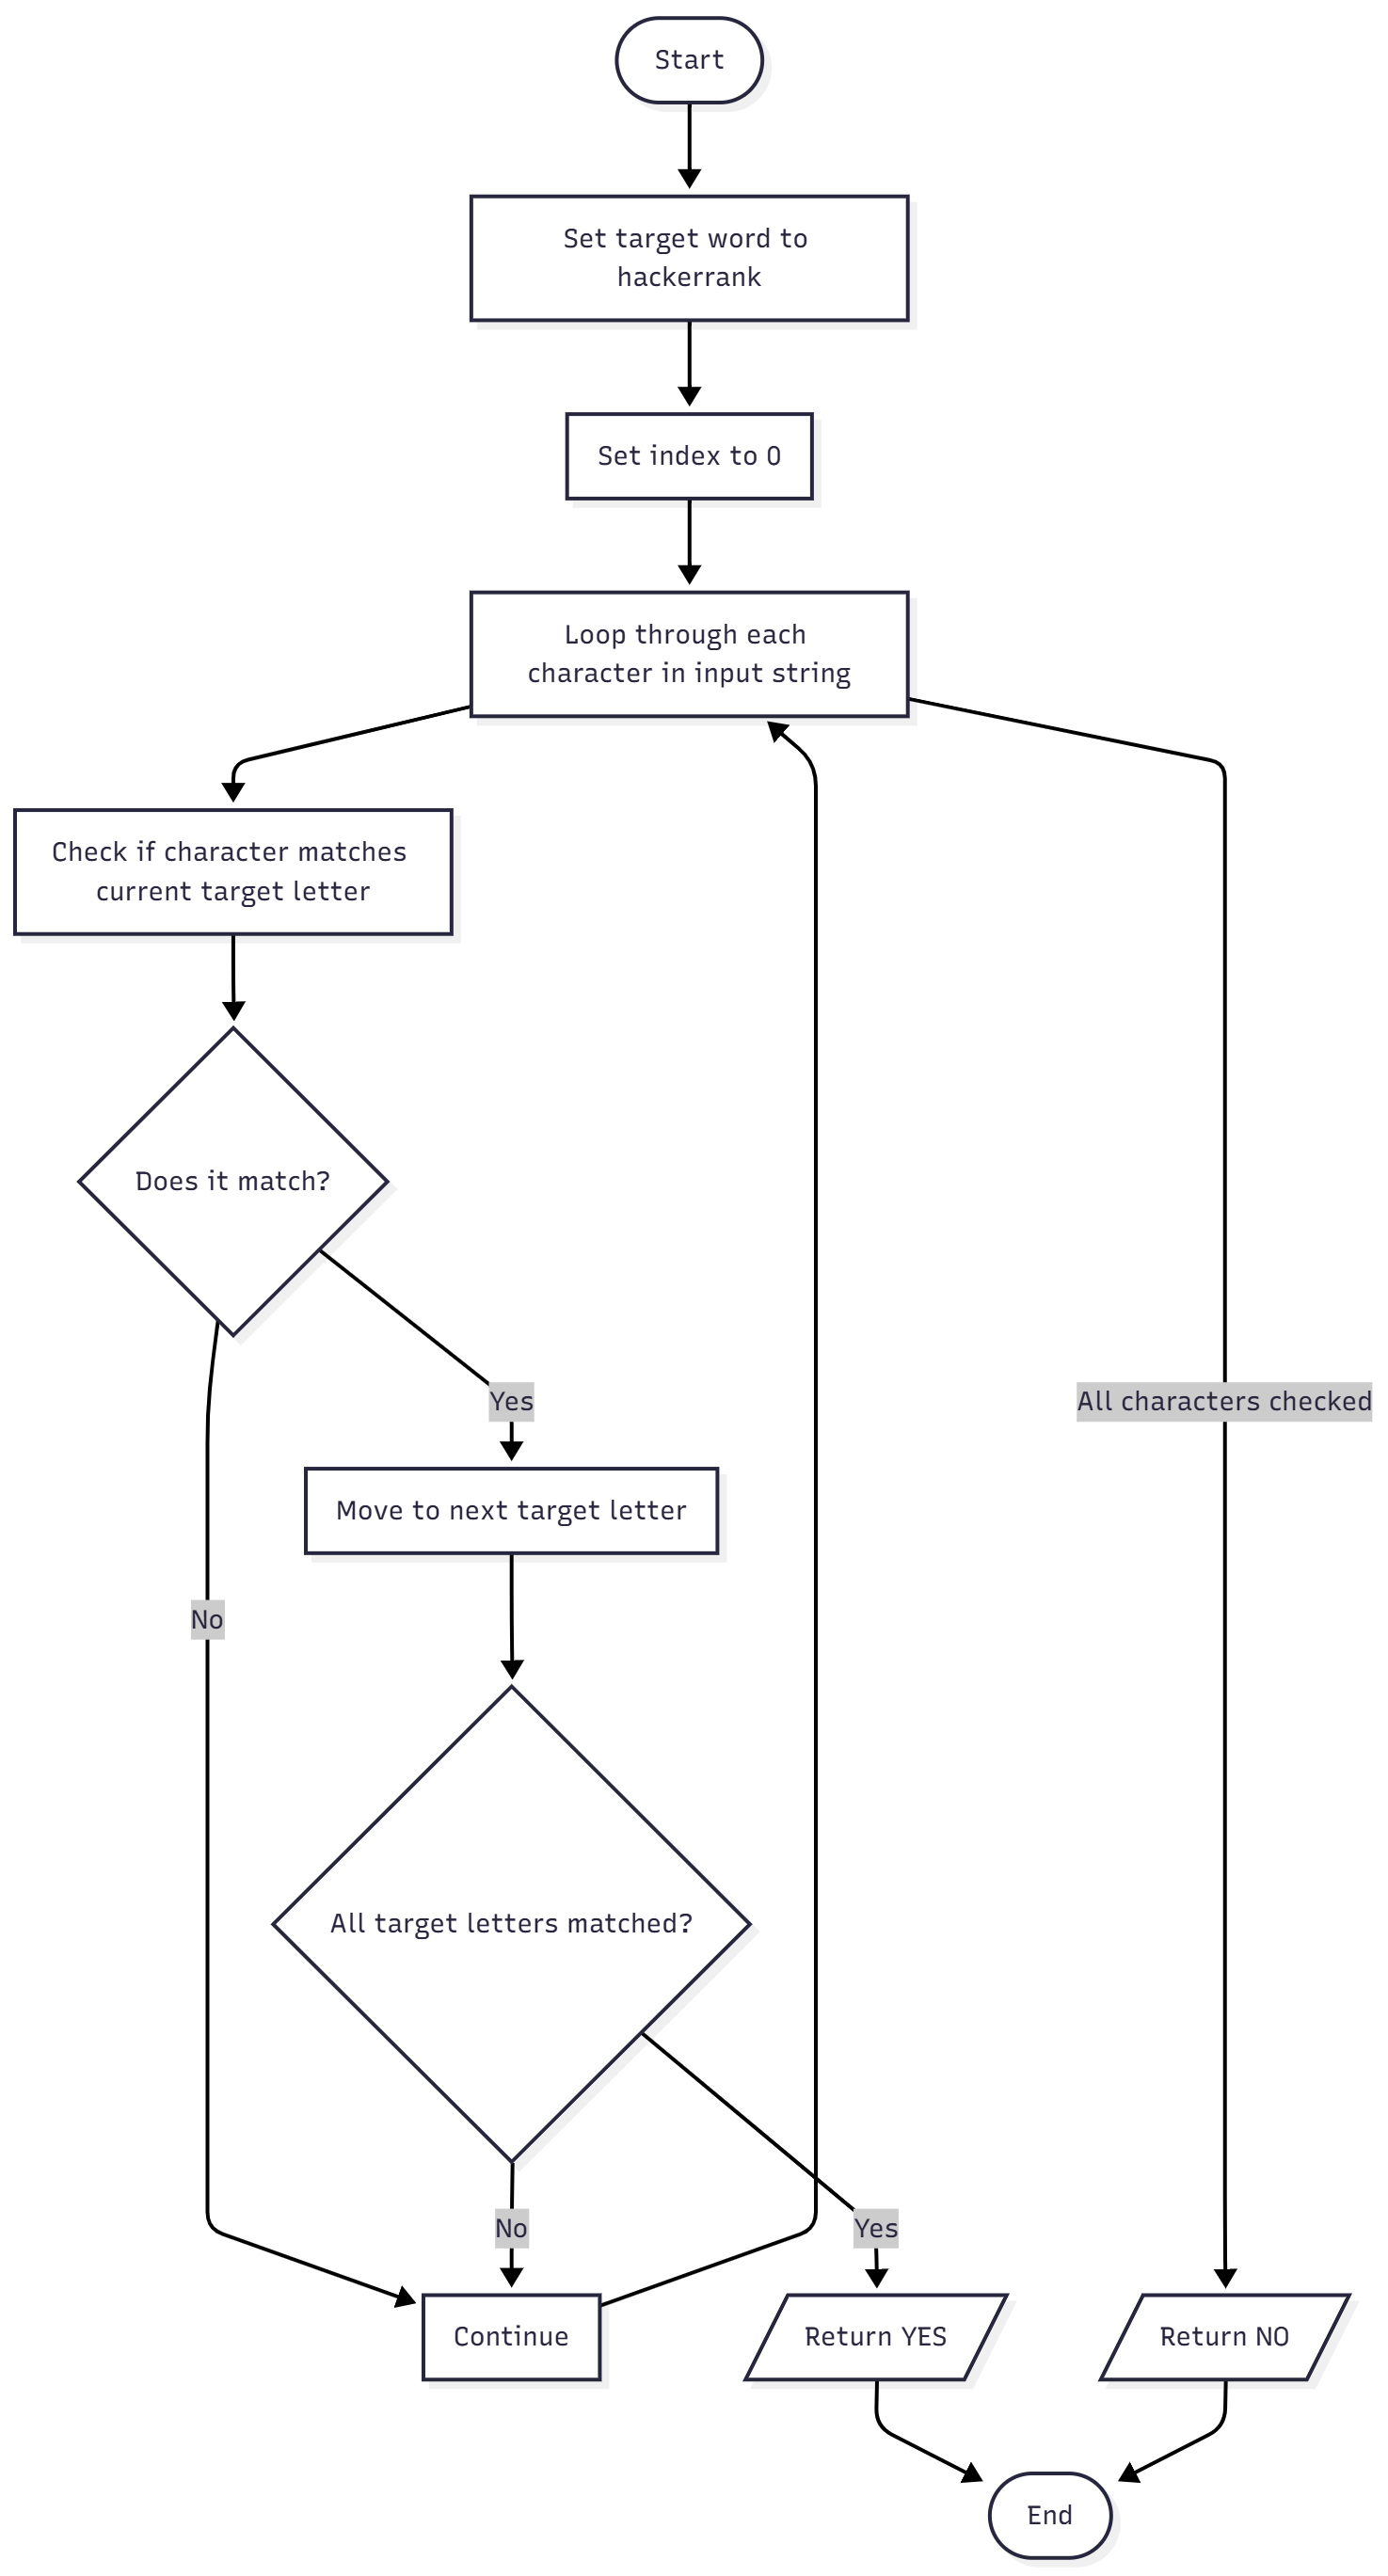 Start
Set target word to
hackerrank
Set index to 0
Loop through each
character in input string
Check if character matches
current target letter
Does it match?
Yes
All characters checked
Move to next target letter
No
All target letters matched?
No
Yes
Continue
Return YES
Return NO
End